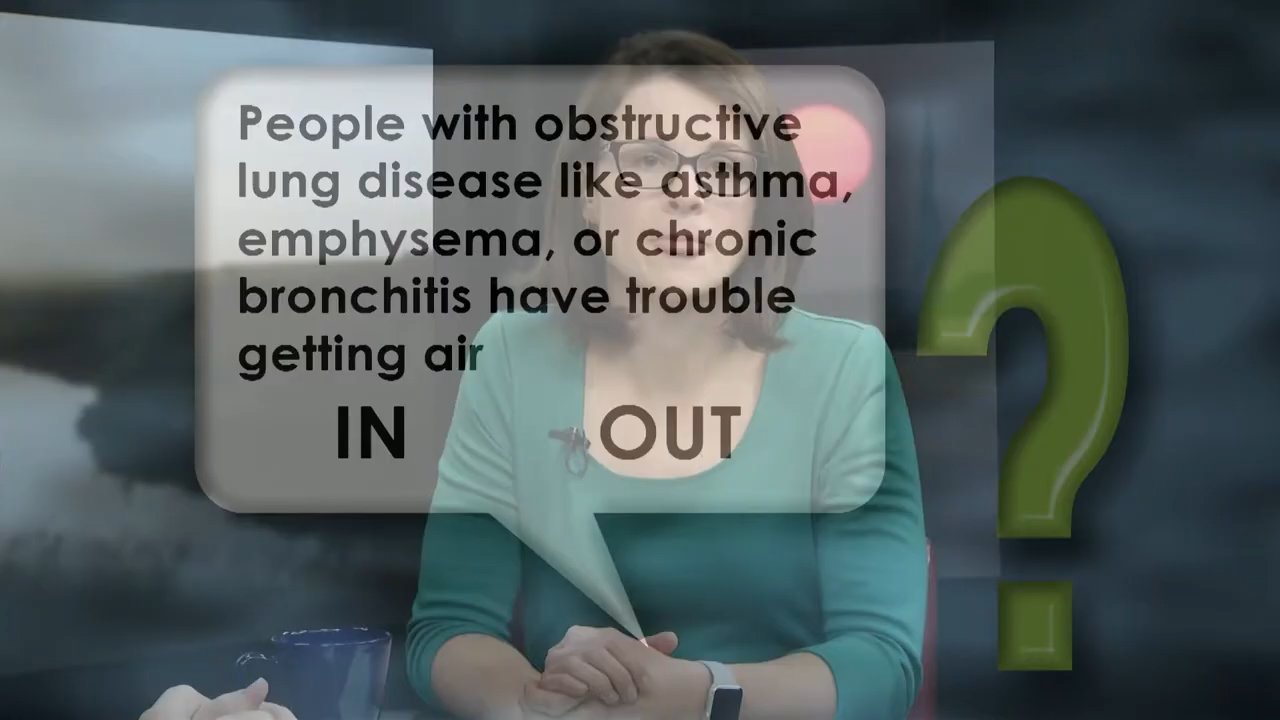 People with obstructive
lung disease like asthma,
emphysema, or chronic
bronchitis have trouble
getting air
IN OUT
?